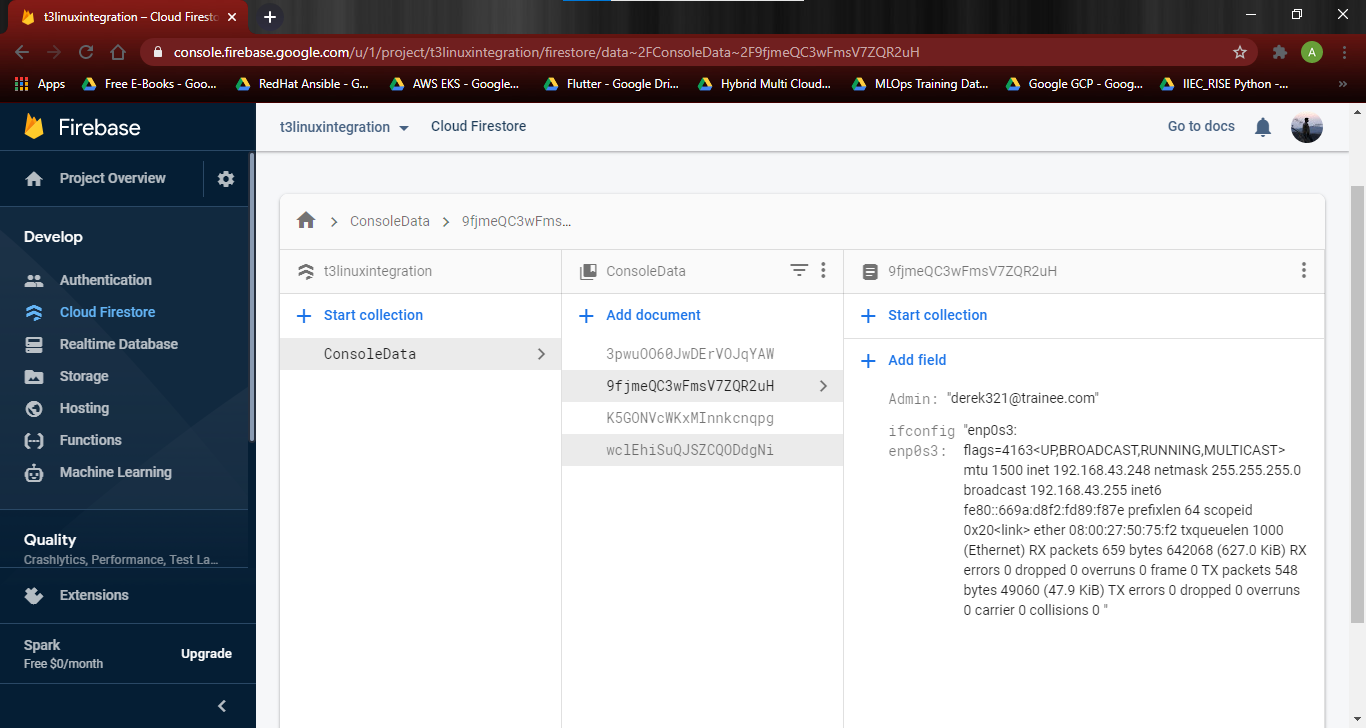 t3linuxintegration – Cloud Firesto
console.firebase.google.com/u/1/project/t3linuxintegration/firestore/data~2FConsoleData~2F9fjmeQC3wFmsV7ZQR2uH
A
Apps
Free E-Books - Goo...
RedHat Ansible - G...
AWS EKS - Google...
Flutter - Google Dri...
Hybrid Multi Cloud...
MLOps Training Dat...
Google GCP - Goog...
IIEC_RISE Python -...
»
Firebase
t3linuxintegration
Cloud Firestore
Go to docs
Project Overview
Develop
Authentication
Cloud Firestore
Realtime Database
Storage
Hosting
Functions
Machine Learning
Quality
Crashlytics, Performance, Test La...
Extensions
Spark
Free $0/month
Upgrade
ConsoleData
9fjmeQC3wFms...
t3linuxintegration
Start collection
ConsoleData
ConsoleData
Add document
3pwuOO60JwDErVOJqYAW
9fjmeQC3wFmsV7ZQR2uH
K5GONVcWKxMInnkcnqpg
wclEhiSuQJSZCQODdgNi
9fjmeQC3wFmsV7ZQR2uH
Start collection
Add field
Admin: "derek321@trainee.com"
ifconfig
enp0s3:
"enp0s3:
flags=4163<UP,BROADCAST,RUNNING,MULTICAST>
mtu 1500 inet 192.168.43.248 netmask 255.255.255.0
broadcast 192.168.43.255 inet6
fe80::669a:d8f2:fd89:f87e prefixlen 64 scopeid
0x20<link> ether 08:00:27:50:75:f2 txqueuelen 1000
(Ethernet) RX packets 659 bytes 642068 (627.0 KiB) RX
errors 0 dropped 0 overruns 0 frame 0 TX packets 548
bytes 49060 (47.9 KiB) TX errors 0 dropped 0 overruns
0 carrier 0 collisions 0 "